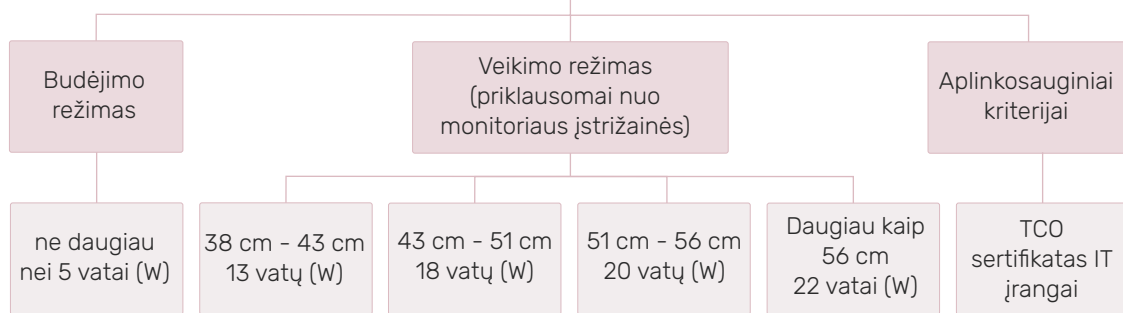 Budėjimo
režimas
Veikimo režimas
(priklausomai nuo
monitoriaus įstrižainės)
Aplinkosauginiai
kriterijai
ne daugiau
nei 5 vatai (W)
38 cm - 43 cm
13 vatų (W)
43 cm - 51 cm
18 vatų (W)
51 cm - 56 cm
20 vatų (W)
Daugiau kaip
56 cm
22 vatai (W)
TCO
sertifikatas IT
įrangai